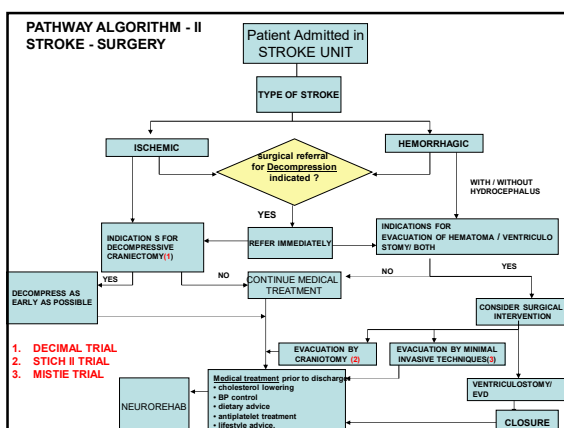 PATHWAY ALGORITHM - II
STROKE - SURGERY
Patient Admitted in
STROKE UNIT
TYPE OF STROKE
ISCHEMIC
HEMORRHAGIC
surgical referral
for Decompression
indicated ?
WITH / WITHOUT
HYDROCEPHALUS
YES
INDICATION S FOR
DECOMPRESSIVE
CRANIECTOMY(1)
REFER IMMEDIATELY
INDICATIONS FOR
EVACUATION OF HEMATOMA / VENTRICULO
STOMY/ BOTH
YES
NO
NO
YES
DECOMPRESS AS
EARLY AS POSSIBLE
CONTINUE MEDICAL
TREATMENT
CONSIDER SURGICAL
INTERVENTION
1. DECIMAL TRIAL
2. STICH II TRIAL
3. MISTIE TRIAL
EVACUATION BY
CRANIOTOMY (2)
EVACUATION BY MINIMAL
INVASIVE TECHNIQUES(3)
Medical treatment prior to discharge
• cholesterol lowering
• BP control
• dietary advice
• antiplatelet treatment
• lifestyle advice.
NEUROREHAB
VENTRICULOSTOMY/
EVD
CLOSURE